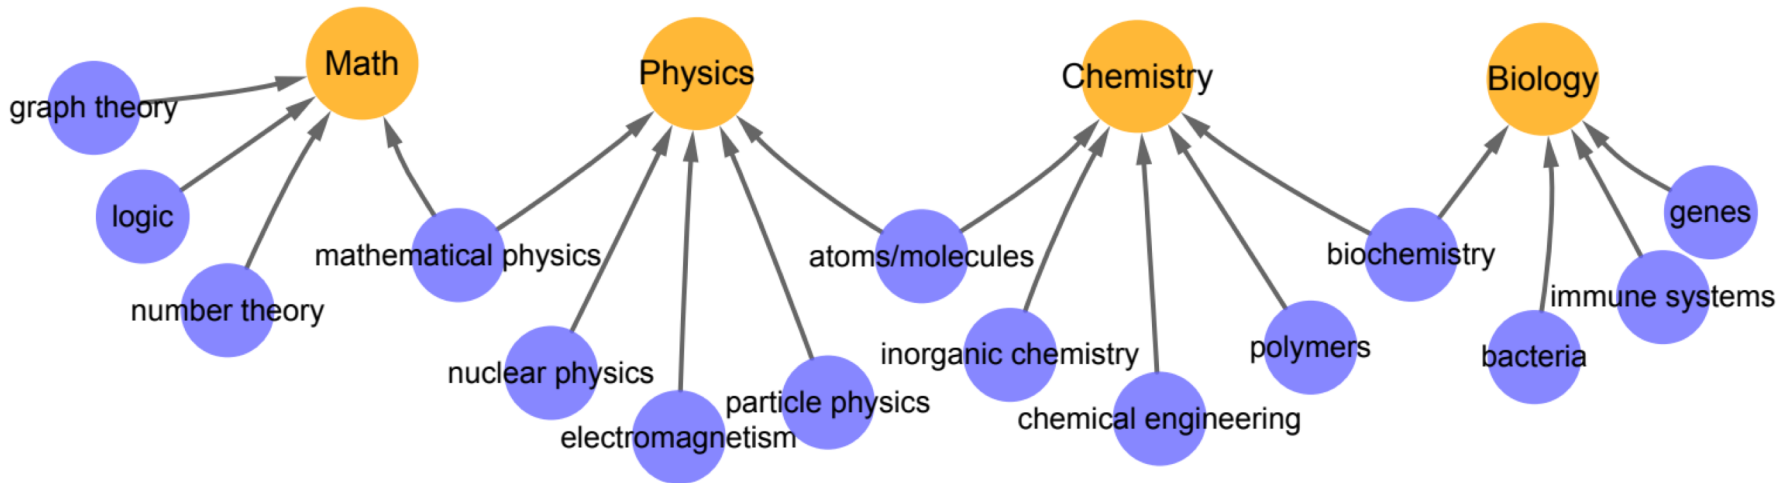 Math
Physics
Chemistry
Biology
graph theory
logic
number theory
mathematical physics
atoms/molecules
biochemistry
genes
immune systems
nuclear physics
electromagnetism
particle physics
inorganic chemistry
chemical engineering
polymers
bacteria